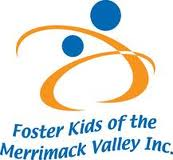 Foster Kids of the
Merrimack Valley Inc.